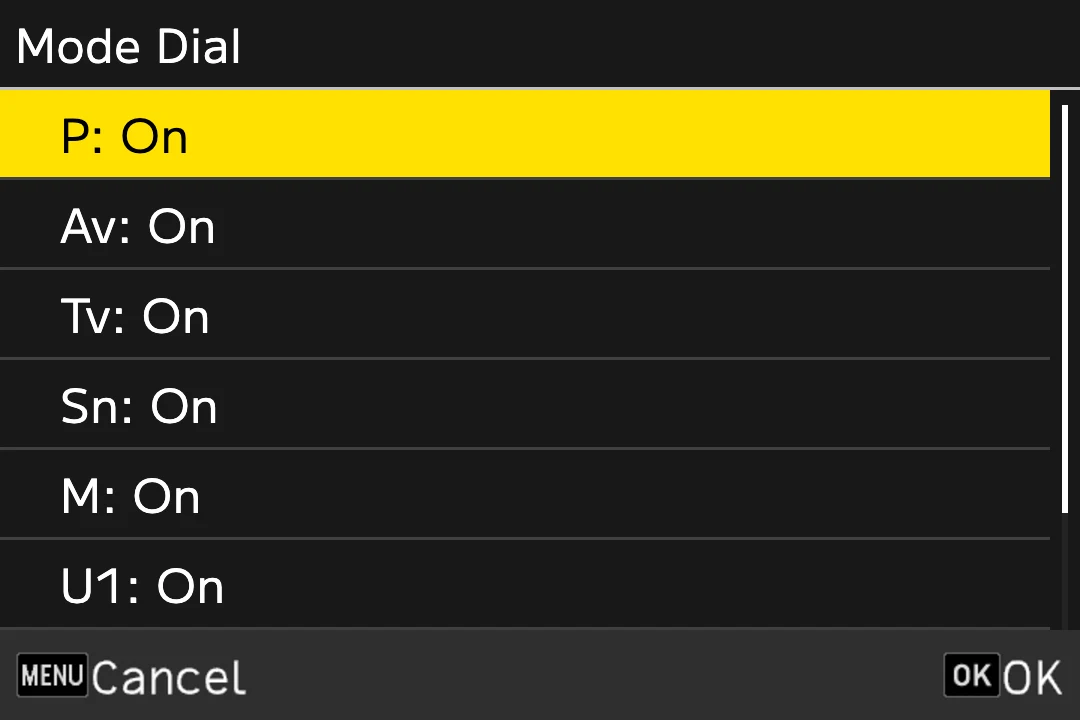 Mode Dial
P: On
Av: On
Tv: On
Sn: On
M: On
U1: On
MENU Cancel
OK OK